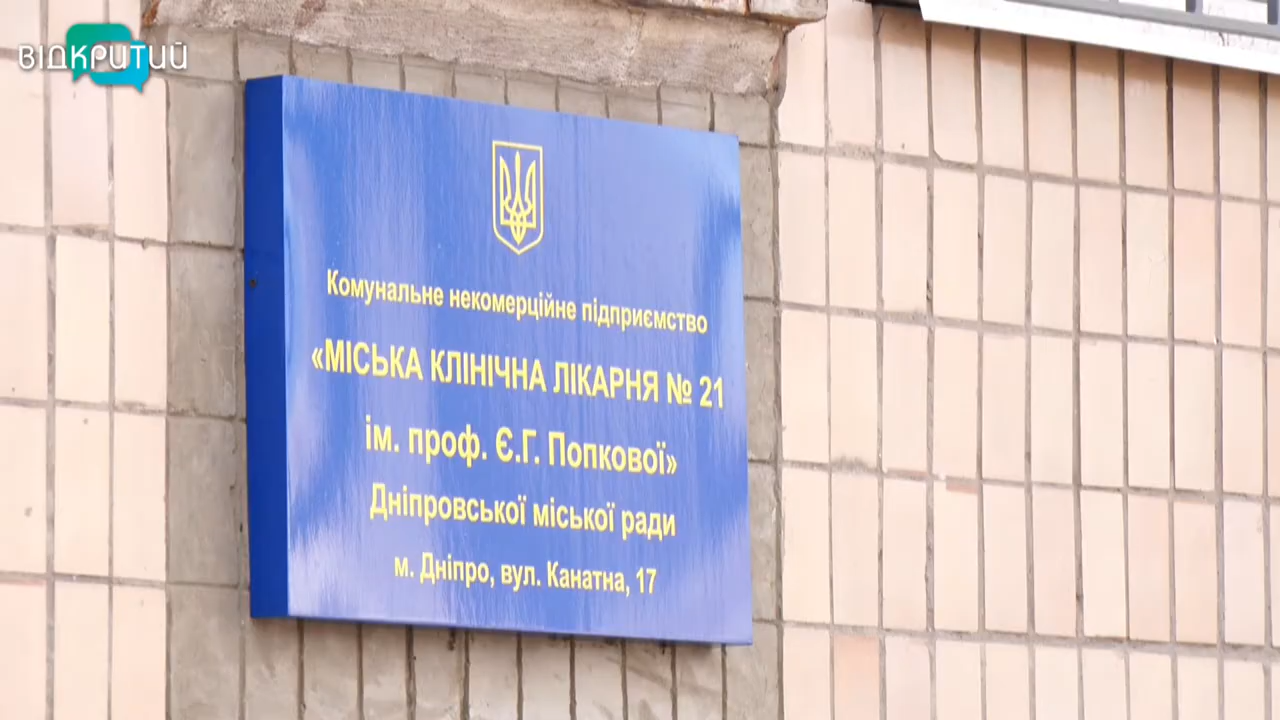 ВІДКРИТИЙ
Комунальне некомерційне підприємство
«МІСЬКА КЛІНІЧНА ЛІКАРНЯ № 21
ім. проф. Є.Г. Попкової»
Дніпровської міської ради
м. Дніпро, вул. Канатна, 17